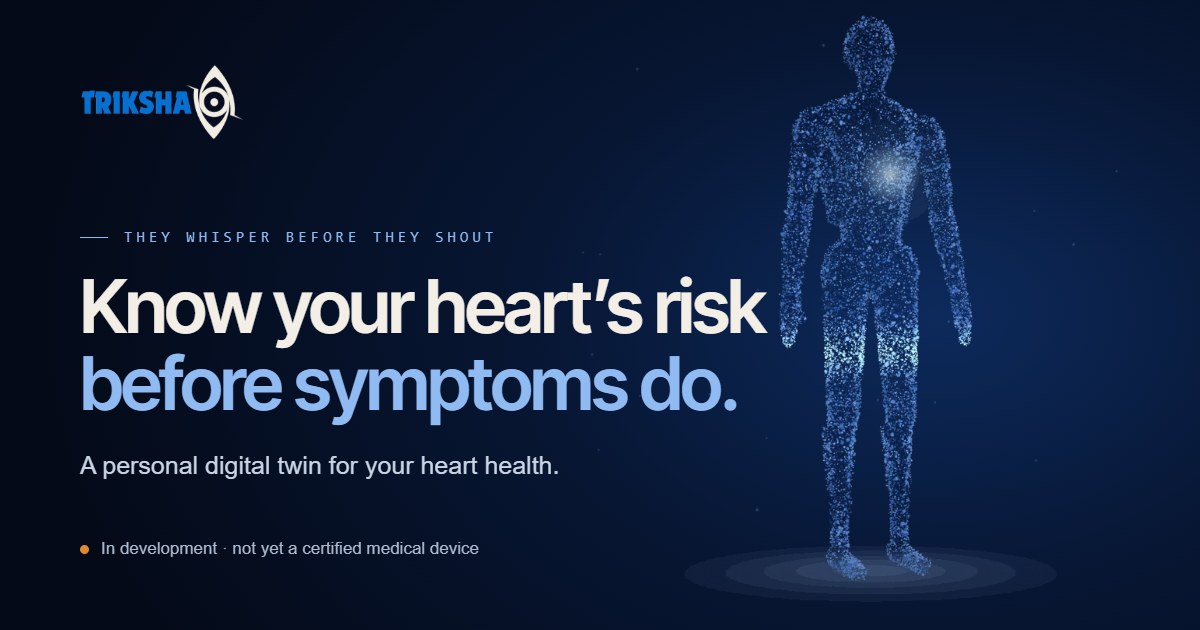 TRIKSHA
THEY WHISPER BEFORE THEY SHOUT
Know your heart’s risk
before symptoms do.
A personal digital twin for your heart health.
In development · not yet a certified medical device